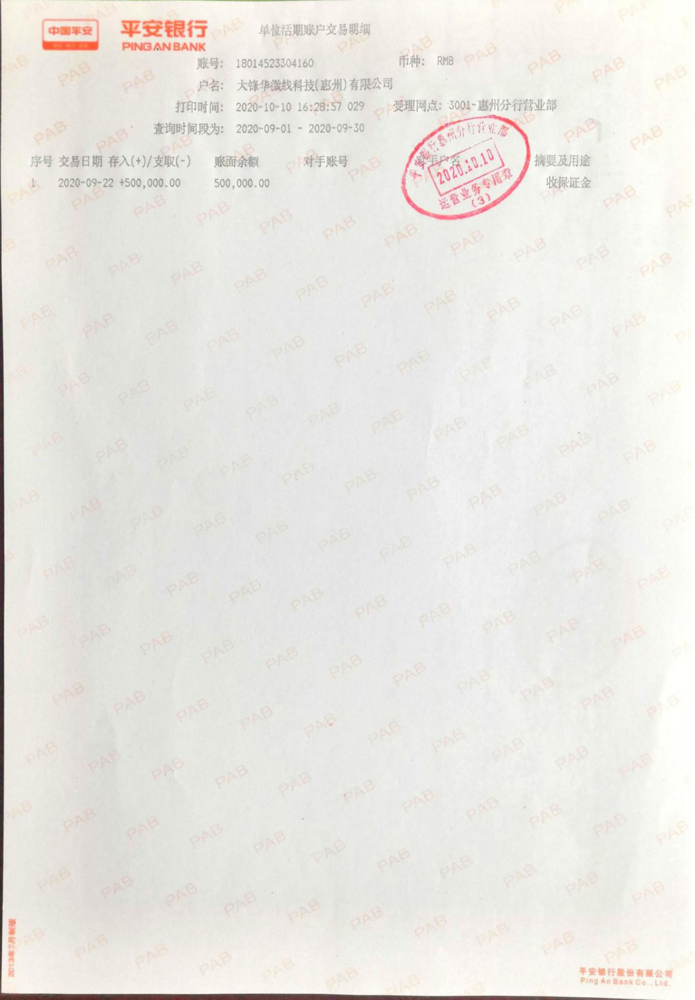 中国平安
平安银行
PING AN BANK
单位活期账户交易明细
账号: 18014523304160 币种: RMB
户名: 大锋华微线科技(惠州)有限公司
打印时间: 2020-10-10 16:28:57 029 受理网点: 3001-惠州分行营业部
查询时间段为: 2020-09-01 - 2020-09-30
序号 交易日期 存入(+)/支取(-) 账面余额 对手账号 对手户名 摘要及用途
1 2020-09-22 +500,000.00 500,000.00 收保证金
平安银行惠州分行营业部
2020.10.10
运营业务专用章
(3)
PAB
2013年7月制版
平安银行股份有限公司
Ping An Bank Co., Ltd.